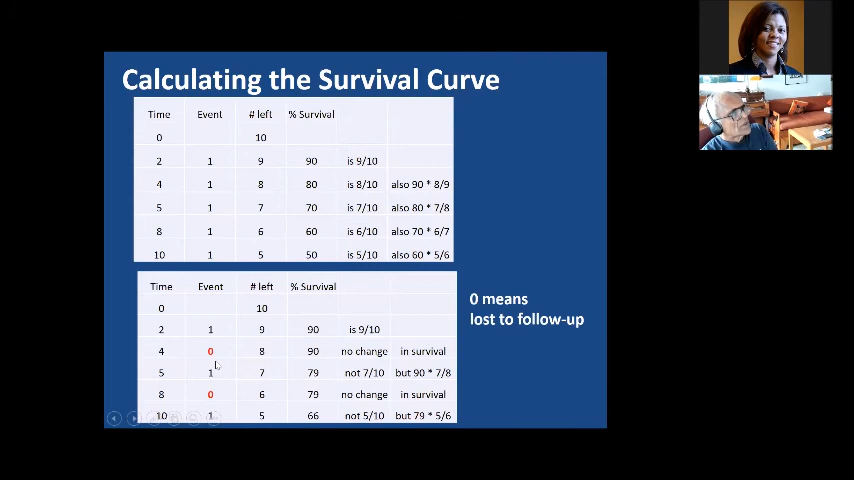 Calculating the Survival Curve
Time Event # left % Survival
0 10
2 1 9 90 is 9/10
4 1 8 80 is 8/10 also 90 * 8/9
5 1 7 70 is 7/10 also 80 * 7/8
8 1 6 60 is 6/10 also 70 * 6/7
10 1 5 50 is 5/10 also 60 * 5/6
Time Event # left % Survival
0 10
2 1 9 90 is 9/10
4 0 8 90 no change in survival
5 1 7 79 not 7/10 but 90 * 7/8
8 0 6 79 no change in survival
10 1 5 66 not 5/10 but 79 * 5/6
0 means
lost to follow-up